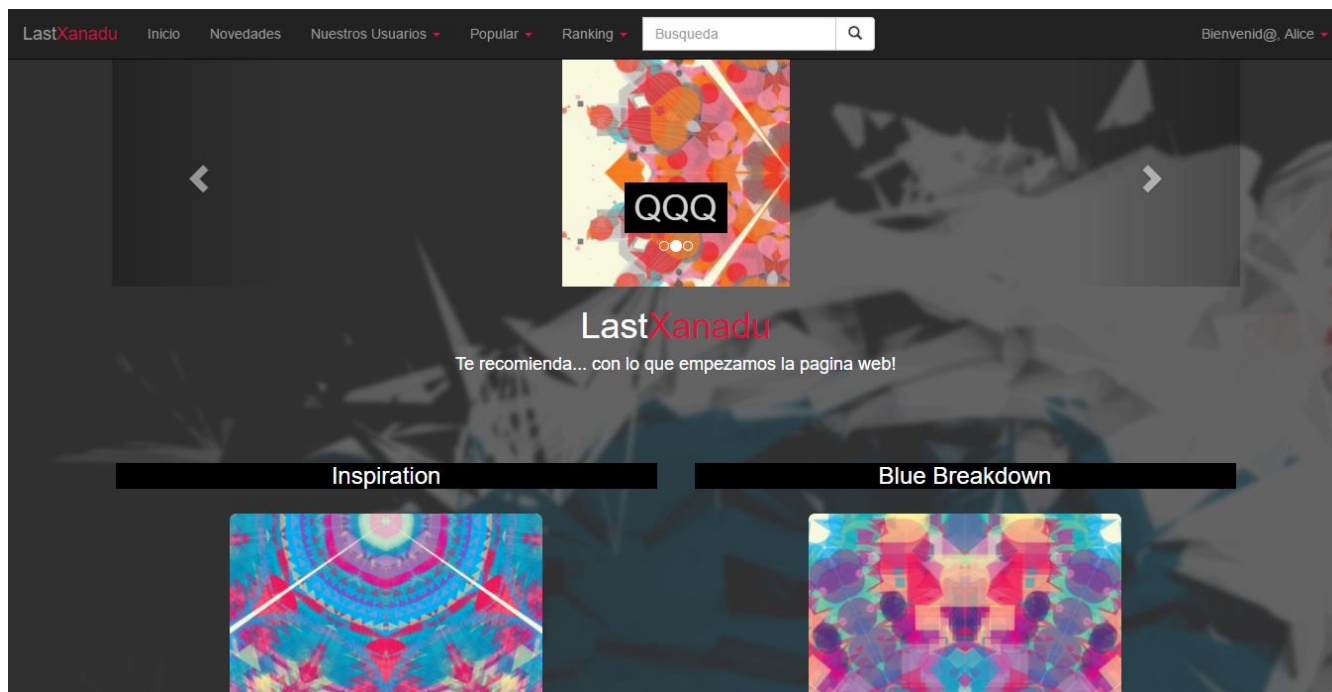 LastXanadu Inicio Novedades Nuestros Usuarios Popular Ranking Busqueda Bienvenid@, Alice
QQQ
LastXanadu
Te recomienda... con lo que empezamos la pagina web!
Inspiration Blue Breakdown